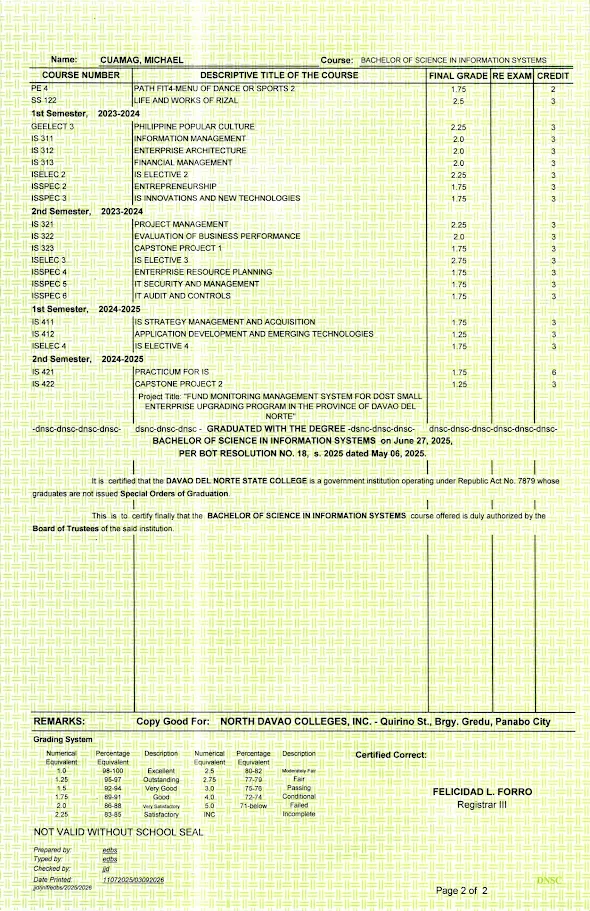 Name: CUAMAG, MICHAEL Course: BACHELOR OF SCIENCE IN INFORMATION SYSTEMS
COURSE NUMBER DESCRIPTIVE TITLE OF THE COURSE FINAL GRADE RE EXAM CREDIT
PE 4 PATH FIT4-MENU OF DANCE OR SPORTS 2 1.75 2
SS 122 LIFE AND WORKS OF RIZAL 2.5 3
1st Semester, 2023-2024
GEELECT 3 PHILIPPINE POPULAR CULTURE 2.25 3
IS 311 INFORMATION MANAGEMENT 2.0 3
IS 312 ENTERPRISE ARCHITECTURE 2.0 3
IS 313 FINANCIAL MANAGEMENT 2.0 3
ISELEC 2 IS ELECTIVE 2 2.25 3
ISSPEC 2 ENTREPRENEURSHIP 1.75 3
ISSPEC 3 IS INNOVATIONS AND NEW TECHNOLOGIES 1.75 3
2nd Semester, 2023-2024
IS 321 PROJECT MANAGEMENT 2.25 3
IS 322 EVALUATION OF BUSINESS PERFORMANCE 2.0 3
IS 323 CAPSTONE PROJECT 1 1.75 3
ISELEC 3 IS ELECTIVE 3 2.75 3
ISSPEC 4 ENTERPRISE RESOURCE PLANNING 1.75 3
ISSPEC 5 IT SECURITY AND MANAGEMENT 1.75 3
ISSPEC 6 IT AUDIT AND CONTROLS 1.75 3
1st Semester, 2024-2025
IS 411 IS STRATEGY MANAGEMENT AND ACQUISITION 1.75 3
IS 412 APPLICATION DEVELOPMENT AND EMERGING TECHNOLOGIES 1.25 3
ISELEC 4 IS ELECTIVE 4 1.75 3
2nd Semester, 2024-2025
IS 421 PRACTICUM FOR IS 1.75 6
IS 422 CAPSTONE PROJECT 2 1.25 3
Project Title: "FUND MONITORING MANAGEMENT SYSTEM FOR DOST SMALL
ENTERPRISE UPGRADING PROGRAM IN THE PROVINCE OF DAVAO DEL
NORTE"
-dnsc-dnsc-dnsc-dnsc- dsnc-dnsc-dnsc - GRADUATED WITH THE DEGREE -dsnc-dnsc-dnsc- dnsc-dnsc-dnsc-dnsc-dnsc-
BACHELOR OF SCIENCE IN INFORMATION SYSTEMS on June 27, 2025,
PER BOT RESOLUTION NO. 18, s. 2025 dated May 06, 2025.
It is certified that the DAVAO DEL NORTE STATE COLLEGE is a government institution operating under Republic Act No. 7879 whose
graduates are not issued Special Orders of Graduation.
This is to certify finally that the BACHELOR OF SCIENCE IN INFORMATION SYSTEMS course offered is duly authorized by the
Board of Trustees of the said institution.
REMARKS: Copy Good For: NORTH DAVAO COLLEGES, INC. - Quirino St., Brgy. Gredu, Panabo City
Grading System
Numerical Percentage Description Numerical Percentage Description
Equivalent Equivalent Equivalent Equivalent
1.0 98-100 Excellent 2.5 80-82 Moderately Fair
1.25 95-97 Outstanding 2.75 77-79 Fair
1.5 92-94 Very Good 3.0 75-76 Passing
1.75 89-91 Good 4.0 72-74 Conditional
2.0 86-88 Very Satisfactory 5.0 71-below Failed
2.25 83-85 Satisfactory INC Incomplete
Certified Correct:
FELICIDAD L. FORRO
Registrar III
NOT VALID WITHOUT SCHOOL SEAL
Prepared by: edbs
Typed by: edbs
Checked by: jjd
Date Printed: 11072025/03092026
DNSC
Page 2 of 2